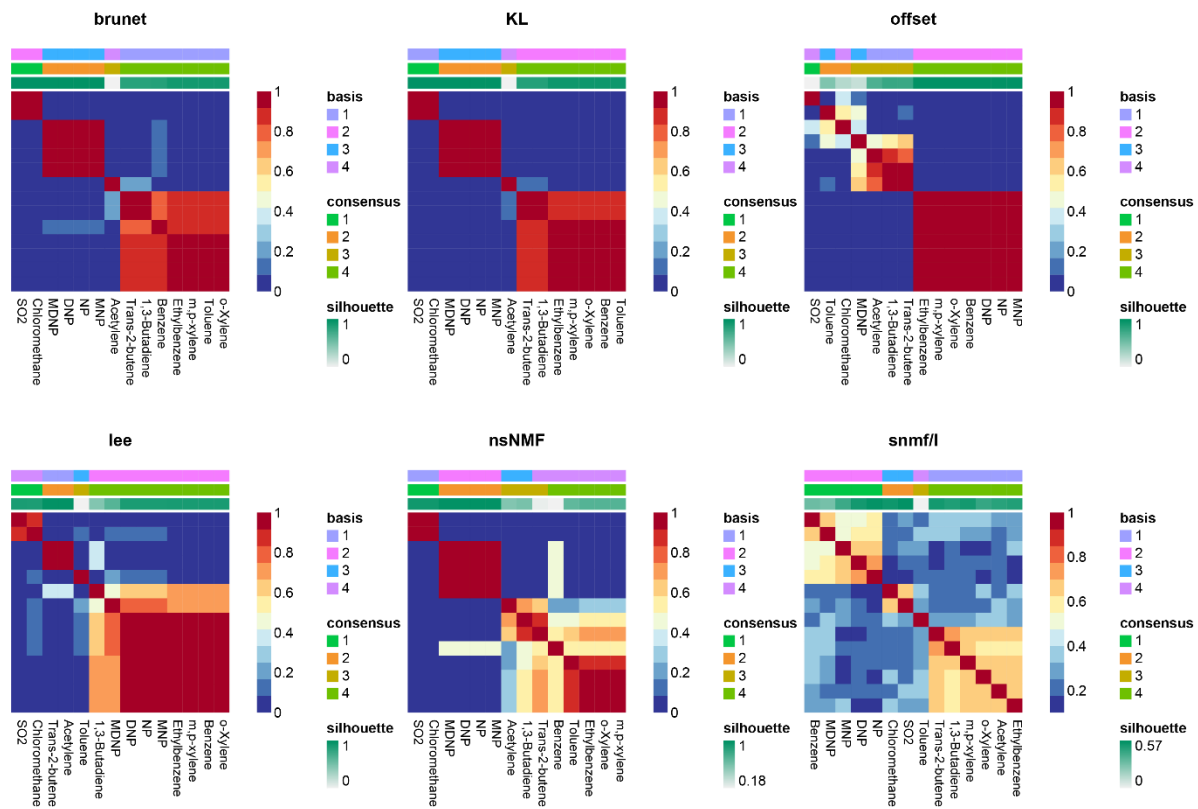 brunet
KL
offset
1
0.8
0.6
0.4
0.2
0
basis
1
2
3
4
consensus
1
2
3
4
silhouette
1
0
SO2
Chloromethane
MDNP
DNP
NP
MNP
Acetylene
Trans-2-butene
1,3-Butadiene
Benzene
Ethylbenzene
m,p-xylene
Toluene
o-Xylene
1
0.8
0.6
0.4
0.2
0
basis
1
2
3
4
consensus
1
2
3
4
silhouette
1
0
SO2
Chloromethane
MDNP
DNP
NP
MNP
Acetylene
Trans-2-butene
1,3-Butadiene
Ethylbenzene
m,p-xylene
o-Xylene
Benzene
Toluene
1
0.8
0.6
0.4
0.2
0
basis
1
2
3
4
consensus
1
2
3
4
silhouette
1
0
SO2
Toluene
Chloromethane
MDNP
Acetylene
1,3-Butadiene
Trans-2-butene
Ethylbenzene
m,p-xylene
o-Xylene
Benzene
DNP
NP
MNP
lee
nsNMF
snmf/l
1
0.8
0.6
0.4
0.2
0
basis
1
2
3
4
consensus
1
2
3
4
silhouette
1
0
SO2
Chloromethane
Trans-2-butene
Acetylene
Toluene
1,3-Butadiene
MDNP
DNP
NP
MNP
Ethylbenzene
m,p-xylene
Benzene
o-Xylene
1
0.8
0.6
0.4
0.2
0
basis
1
2
3
4
consensus
1
2
3
4
silhouette
1
0.18
SO2
Chloromethane
MDNP
DNP
NP
MNP
Acetylene
1,3-Butadiene
Trans-2-butene
Benzene
Toluene
Ethylbenzene
o-Xylene
m,p-xylene
1
0.8
0.6
0.4
0.2
basis
1
2
3
4
consensus
1
2
3
4
silhouette
0.57
0
Benzene
MDNP
MNP
DNP
NP
Chloromethane
SO2
Toluene
Trans-2-butene
1,3-Butadiene
m,p-xylene
o-Xylene
Acetylene
Ethylbenzene